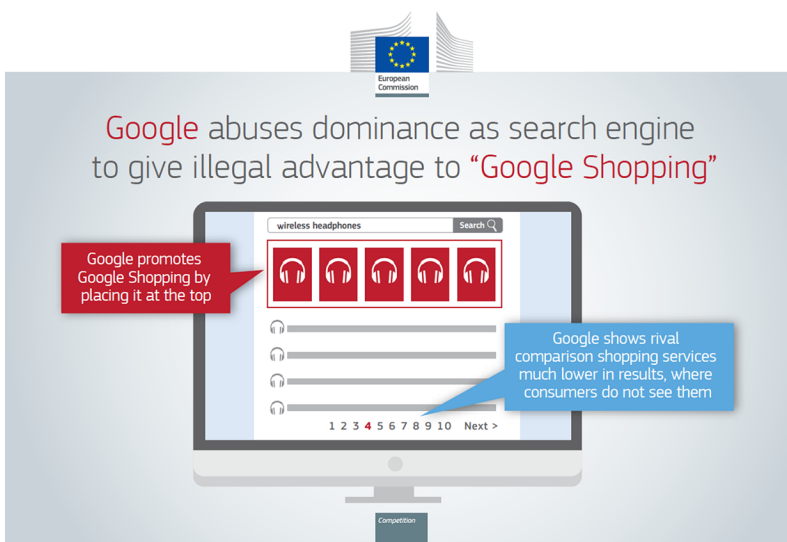 European
Commission
Google abuses dominance as search engine
to give illegal advantage to “Google Shopping”
wireless headphones
Search
Google promotes
Google Shopping by
placing it at the top
Google shows rival
comparison shopping services
much lower in results, where
consumers do not see them
1 2 3 4 5 6 7 8 9 10 Next >
Competition